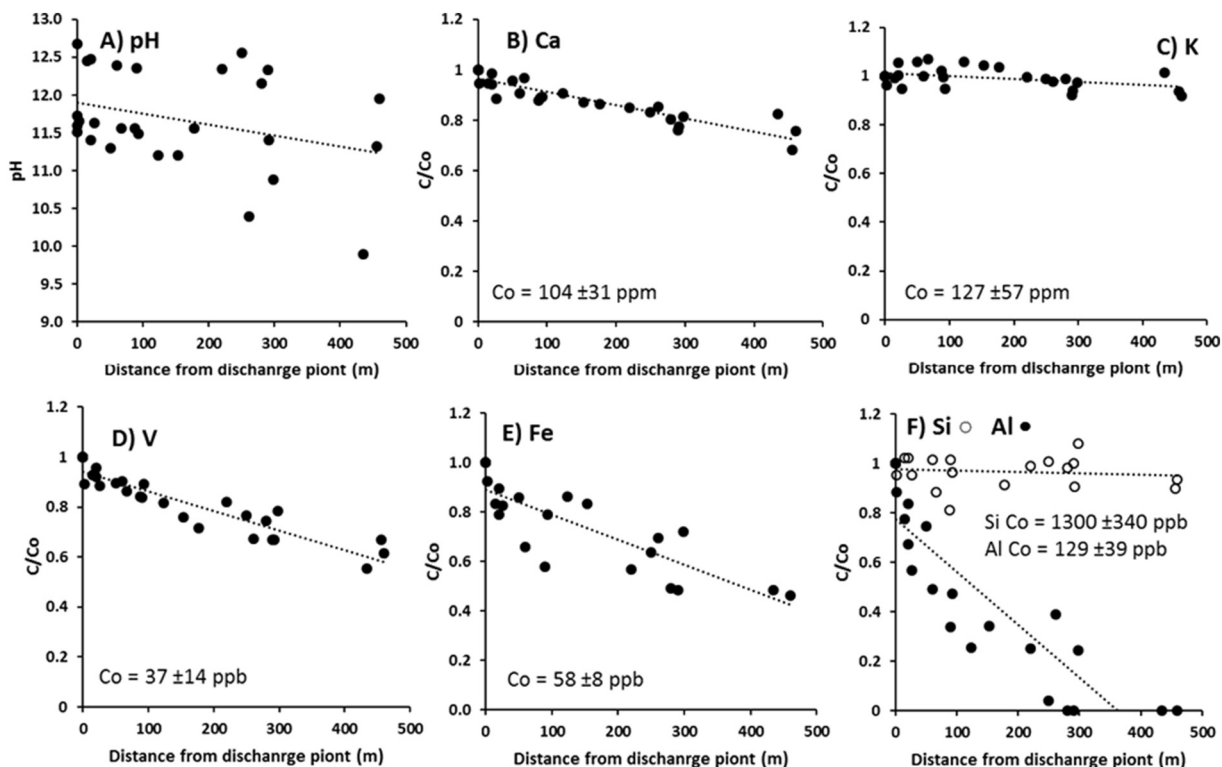 A) pH
pH
13.0
12.5
12.0
11.5
11.0
10.5
10.0
9.5
9.0
0 100 200 300 400 500
Distance from dischanrge piont (m)
B) Ca
C/Co
1.2
1
0.8
0.6
0.4
0.2
0
Co = 104 ±31 ppm
0 100 200 300 400 500
Distance from dischanrge piont (m)
C) K
C/Co
1.2
1
0.8
0.6
0.4
0.2
0
Co = 127 ±57 ppm
0 100 200 300 400 500
Distance from dischanrge piont (m)
D) V
C/Co
1.2
1
0.8
0.6
0.4
0.2
0
Co = 37 ±14 ppb
0 100 200 300 400 500
Distance from dischanrge piont (m)
E) Fe
C/Co
1.2
1.0
0.8
0.6
0.4
0.2
0.0
Co = 58 ±8 ppb
0 100 200 300 400 500
Distance from dischanrge piont (m)
F) Si Al
C/Co
1.2
1
0.8
0.6
0.4
0.2
0
Si Co = 1300 ±340 ppb
Al Co = 129 ±39 ppb
0 100 200 300 400 500
Distance from dischanrge piont (m)